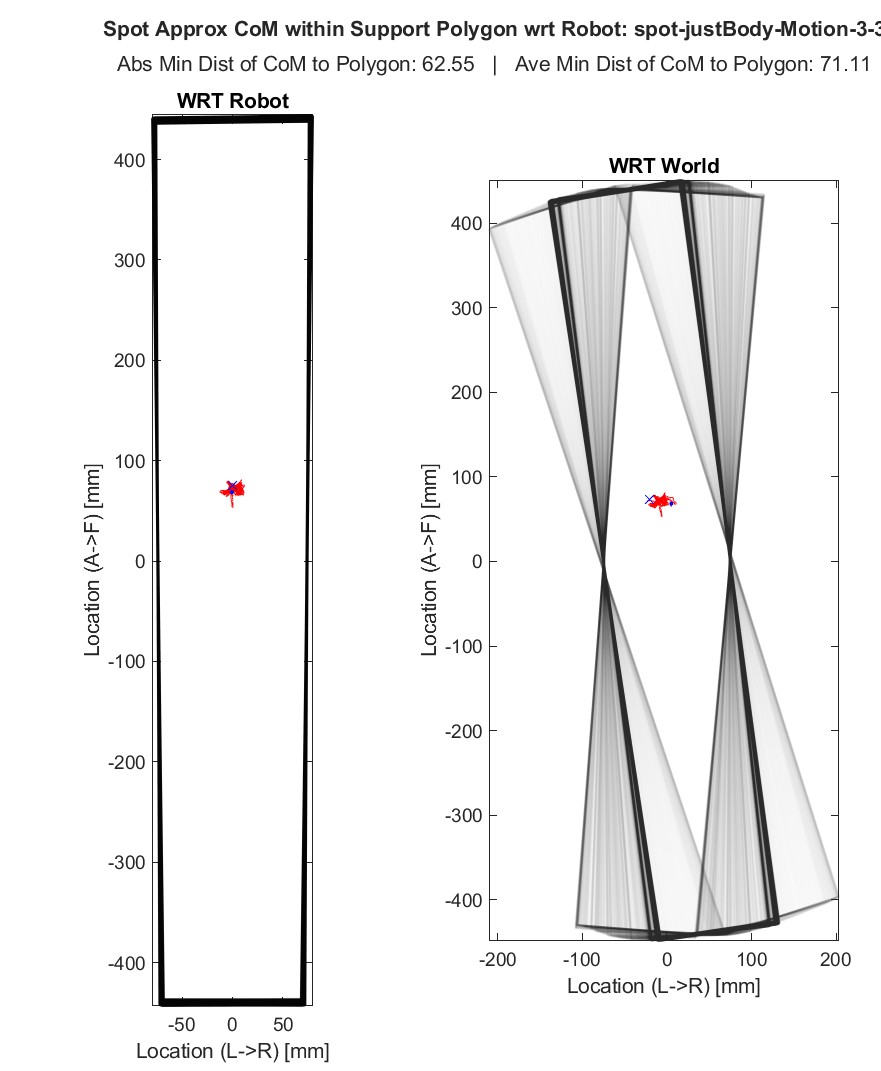 Spot Approx CoM within Support Polygon wrt Robot: spot-justBody-Motion-3-3
Abs Min Dist of CoM to Polygon: 62.55 | Ave Min Dist of CoM to Polygon: 71.11
WRT Robot
400
300
200
100
0
-100
-200
-300
-400
Location (A->F) [mm]
-50 0 50
Location (L->R) [mm]
WRT World
400
300
200
100
0
-100
-200
-300
-400
Location (A->F) [mm]
-200 -100 0 100 200
Location (L->R) [mm]